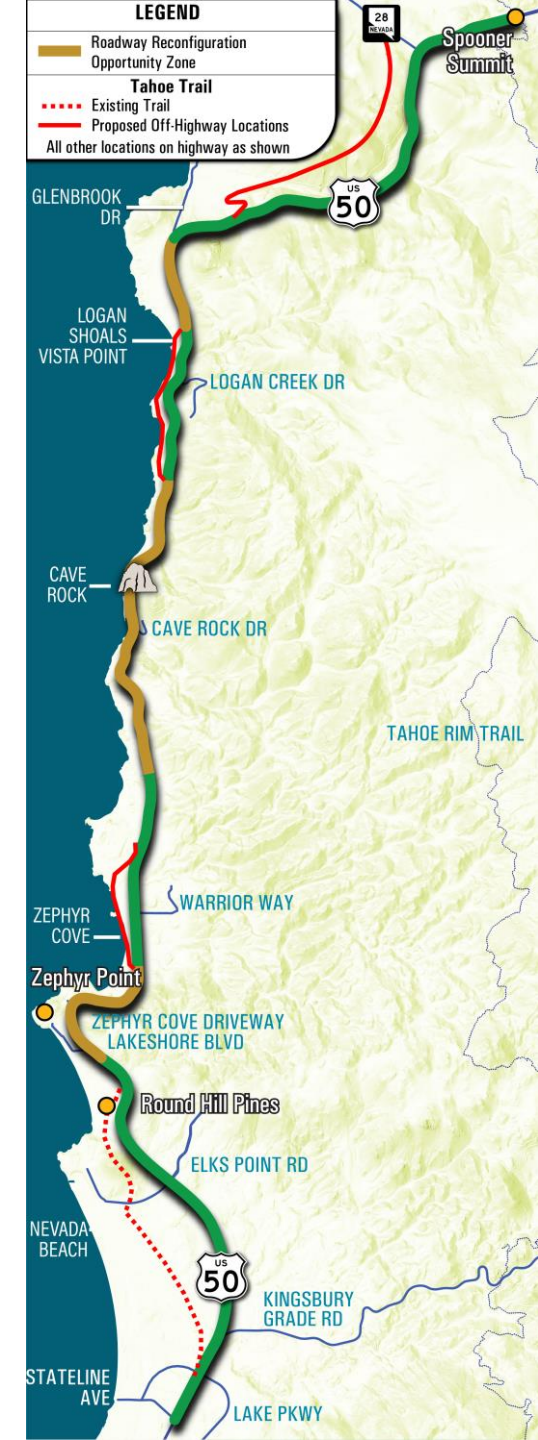 LEGEND
Roadway Reconfiguration
Opportunity Zone
Tahoe Trail
Existing Trail
Proposed Off-Highway Locations
All other locations on highway as shown
28
NEVADA
Spooner
Summit
GLENBROOK
DR
US
50
LOGAN
SHOALS
VISTA POINT
LOGAN CREEK DR
CAVE
ROCK
CAVE ROCK DR
TAHOE RIM TRAIL
WARRIOR WAY
ZEPHYR
COVE
Zephyr Point
ZEPHYR COVE DRIVEWAY
LAKESHORE BLVD
Round Hill Pines
ELKS POINT RD
NEVADA
BEACH
US
50
KINGSBURY
GRADE RD
STATELINE
AVE
LAKE PKWY